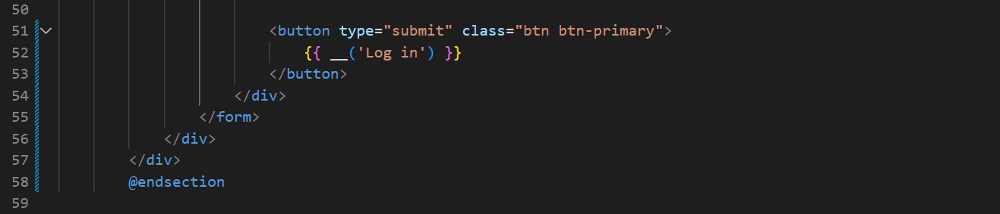 50
51 <button type="submit" class="btn btn-primary">
52 {{ __('Log in') }}
53 </button>
54 </div>
55 </form>
56 </div>
57 </div>
58 @endsection
59